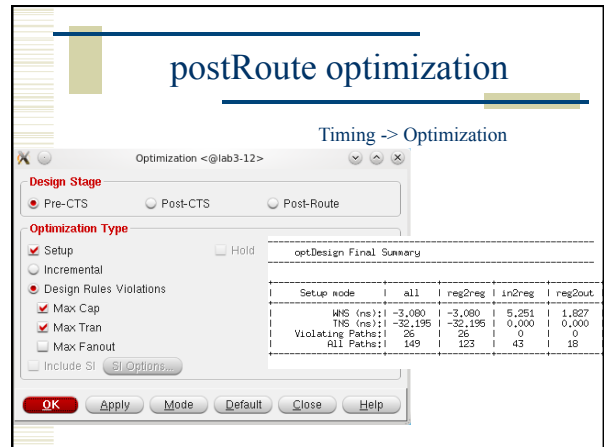 postRoute optimization
Timing -> Optimization
Optimization <@lab3-12>
Design Stage
Pre-CTS Post-CTS Post-Route
Optimization Type
Setup Hold
Incremental
Design Rules Violations
Max Cap
Max Tran
Max Fanout
Include SI SI Options...
OK Apply Mode Default Close Help
optDesign Final Summary
Setup mode | all | reg2reg | in2reg | reg2out |
WNS (ns):| -3.080 | -3.080 | 5.251 | 1.827
TNS (ns):| -32.195 | -32.195 | 0.000 | 0.000
Violating Paths:| 26 | 26 | 0 | 0
All Paths:| 149 | 123 | 43 | 18